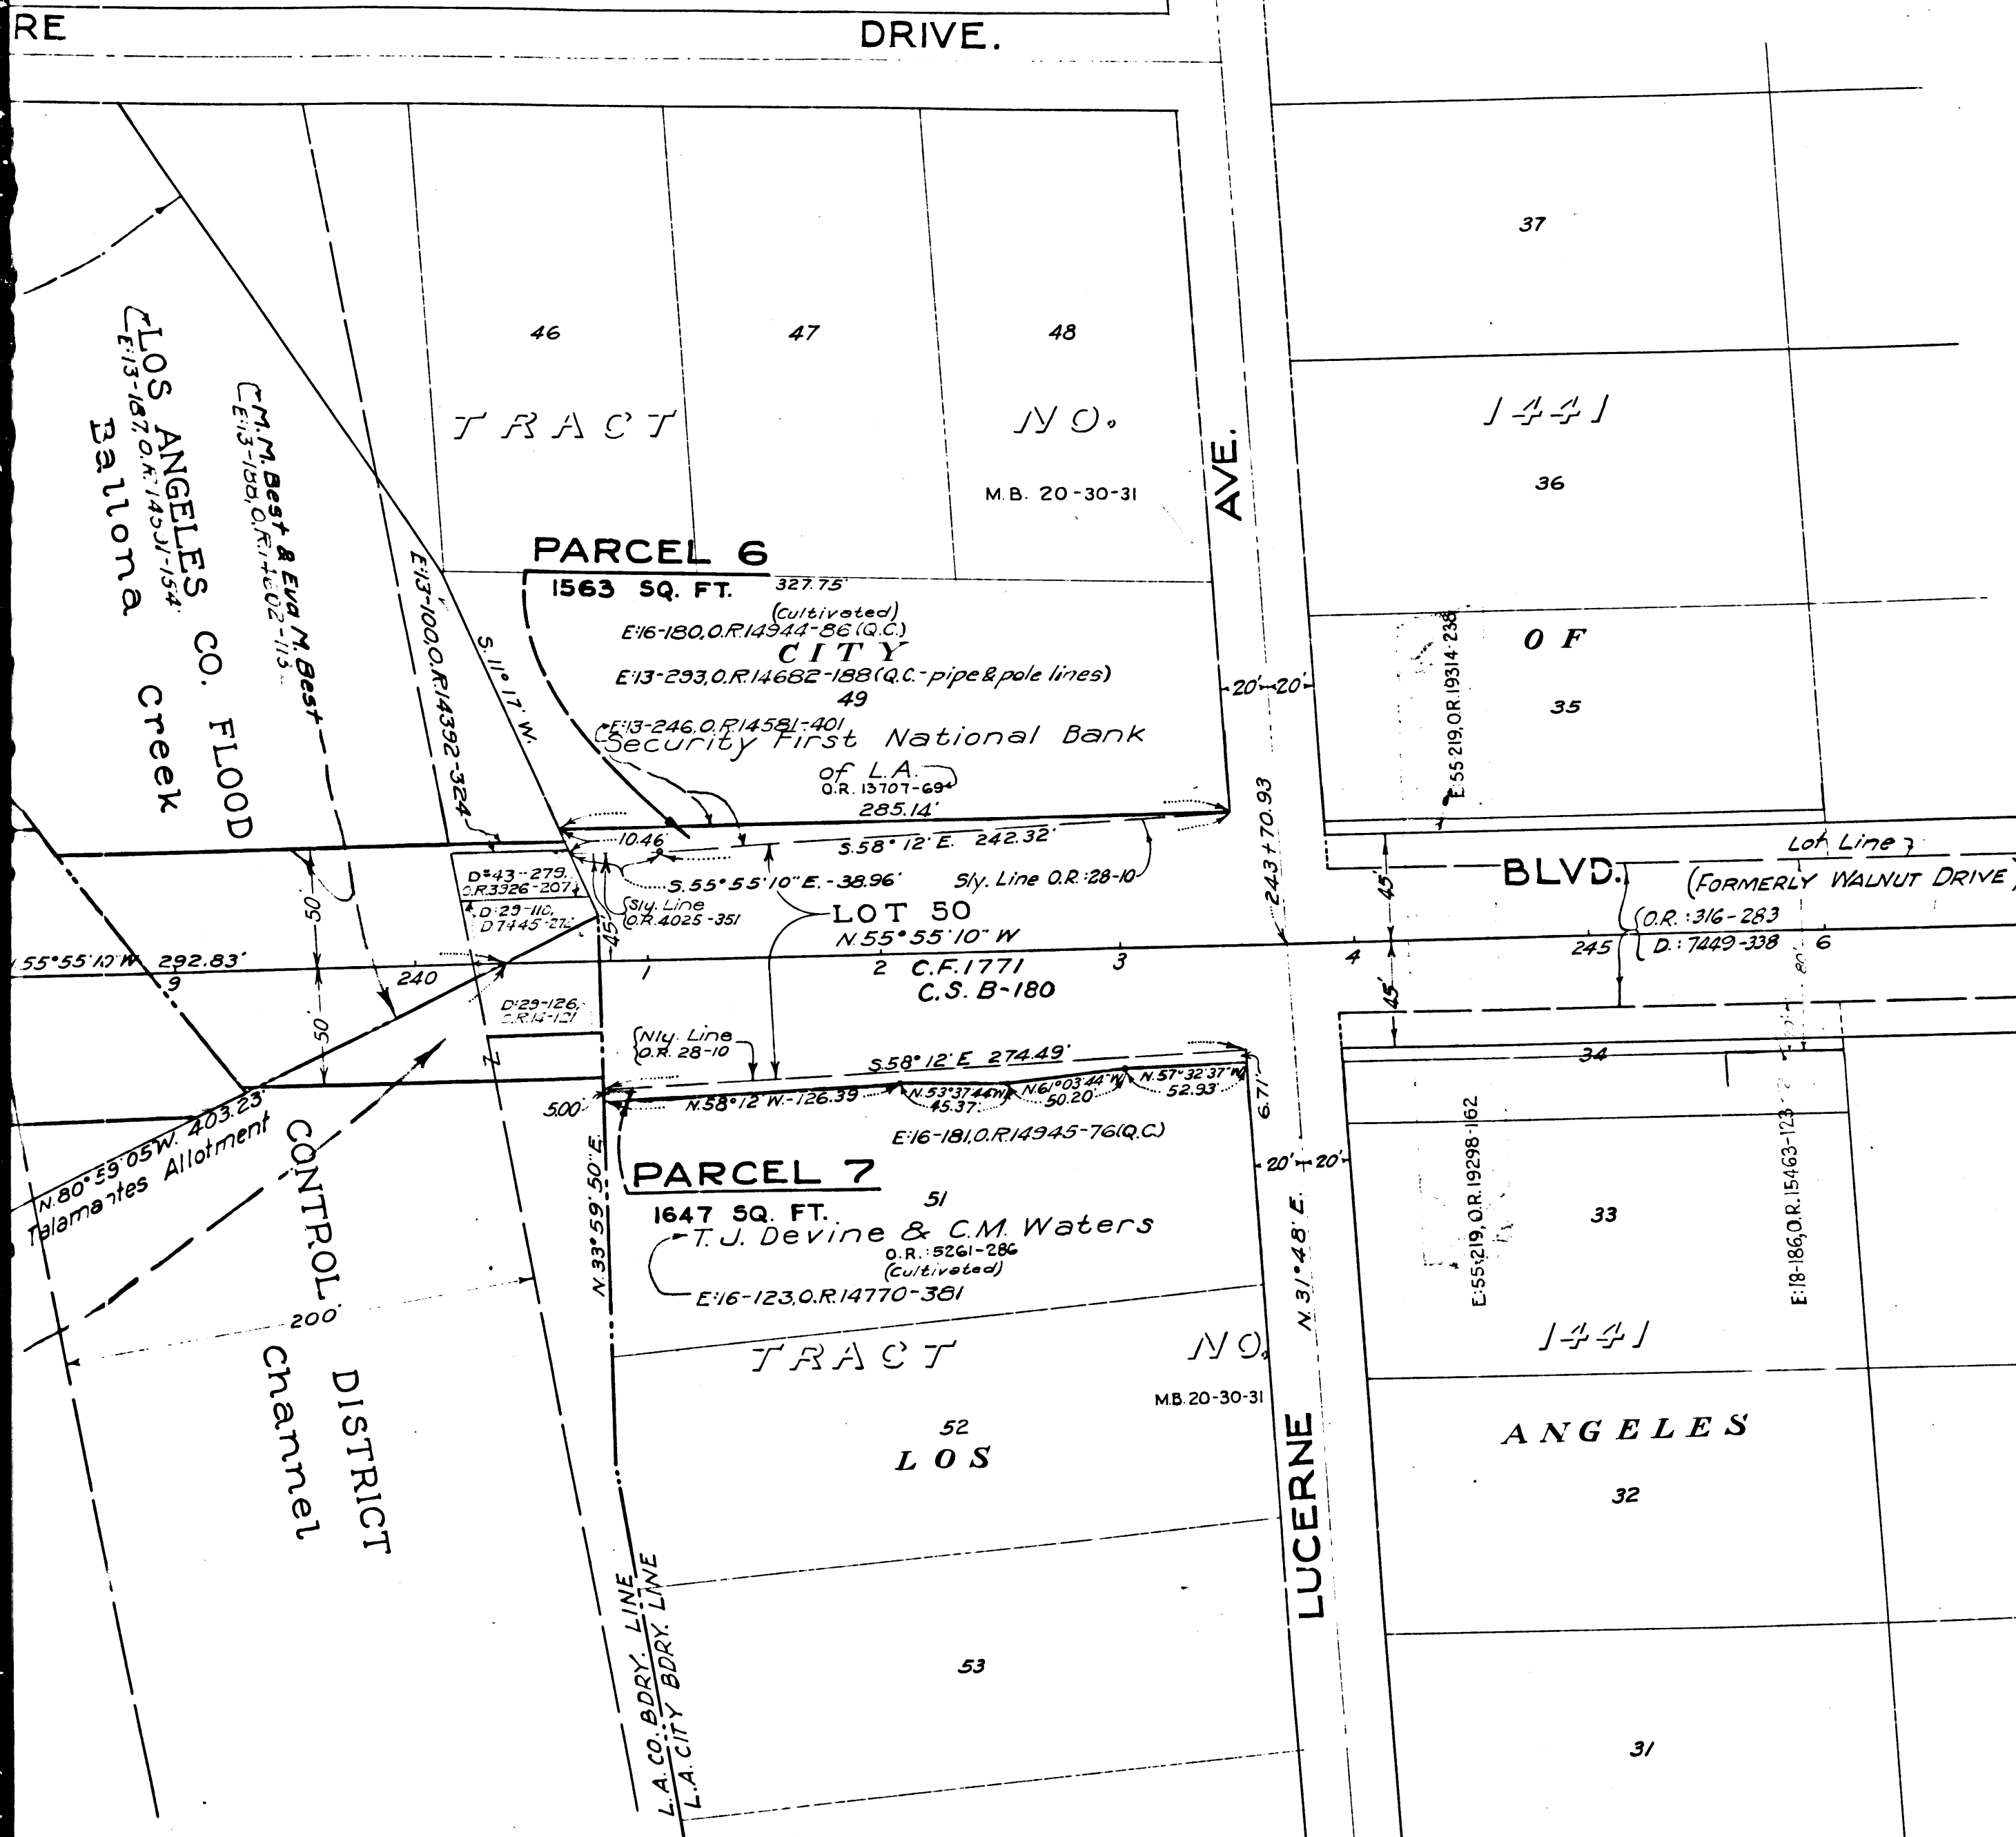 RE
DRIVE.
37
46
47
48
TRACT
NO.
1441
M.B. 20-30-31
AVE.
36
LOS ANGELES CO. FLOOD
Ballona Creek
M.M. Best & Eva M. Best
E:13-100,O.R.14392-324
S. 11° 17' W.
PARCEL 6
1563 SQ. FT.
327.75'
(Cultivated)
E:16-180,O.R.14944-86(Q.C.)
CITY
E:13-293,O.R.14682-188(Q.C.-pipe & pole lines)
49
E:13-246,O.R.14581-401
Security First National Bank
of L.A.
O.R. 13707-69
285.14'
OF
35
E:55-219,O.R.19314-238
20' 20'
243+70.93
10.46'
S.58°12' E. 242.32'
S.55°55'10"E.-38.96'
Sly. Line O.R.:28-10
Sly. Line
O.R.4025-351
D:43-279,
O.R.3926-207
D:29-110,
LOT 50
N.55°55'10" W
C.F.1771
C.S. B-180
BLVD.
Lot Line
(FORMERLY WALNUT DRIVE)
O.R.:316-283
D.:7449-338
45'
45'
45'
80'
50'
50'
55°55'10"W 292.83'
9
240
1
2
3
4
245
6
D:29-126,
O.R.14-121
Nly. Line
O.R. 28-10
S.58°12' E. 274.49'
5.00'
N.58°12' W.-126.39
N.53°37'44"W
45.37'
N.61°03'44"W
50.20'
N.57°32'37"W
52.93'
6.71'
E:16-181,O.R.14945-76(Q.C.)
34
N.80°59'05"W. 403.23'
Talamantes Allotment
CONTROL DISTRICT
Channel
200'
N.33°59'50"E.
PARCEL 7
1647 SQ. FT.
51
T.J. Devine & C.M. Waters
O.R.:5261-286
(Cultivated)
E:16-123,O.R.14770-381
20' 20'
N.31°48' E.
33
E:55-219,O.R.19298-162
E:18-186,O.R.15463-123
TRACT
NO.
1441
M.B.20-30-31
52
LOS
ANGELES
32
LUCERNE
L.A. CO. BDRY. LINE
L.A. CITY BDRY. LINE
53
31